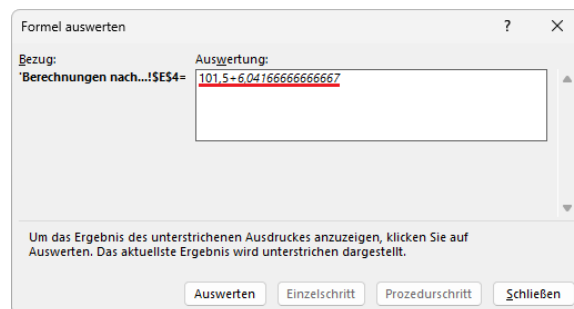 Formel auswerten ? ×
Bezug: Auswertung:
'Berechnungen nach...!$E$4= 101,5+6,04166666666667
Um das Ergebnis des unterstrichenen Ausdruckes anzuzeigen, klicken Sie auf
Auswerten. Das aktuellste Ergebnis wird unterstrichen dargestellt.
Auswerten Einzelschritt Prozedurschritt Schließen